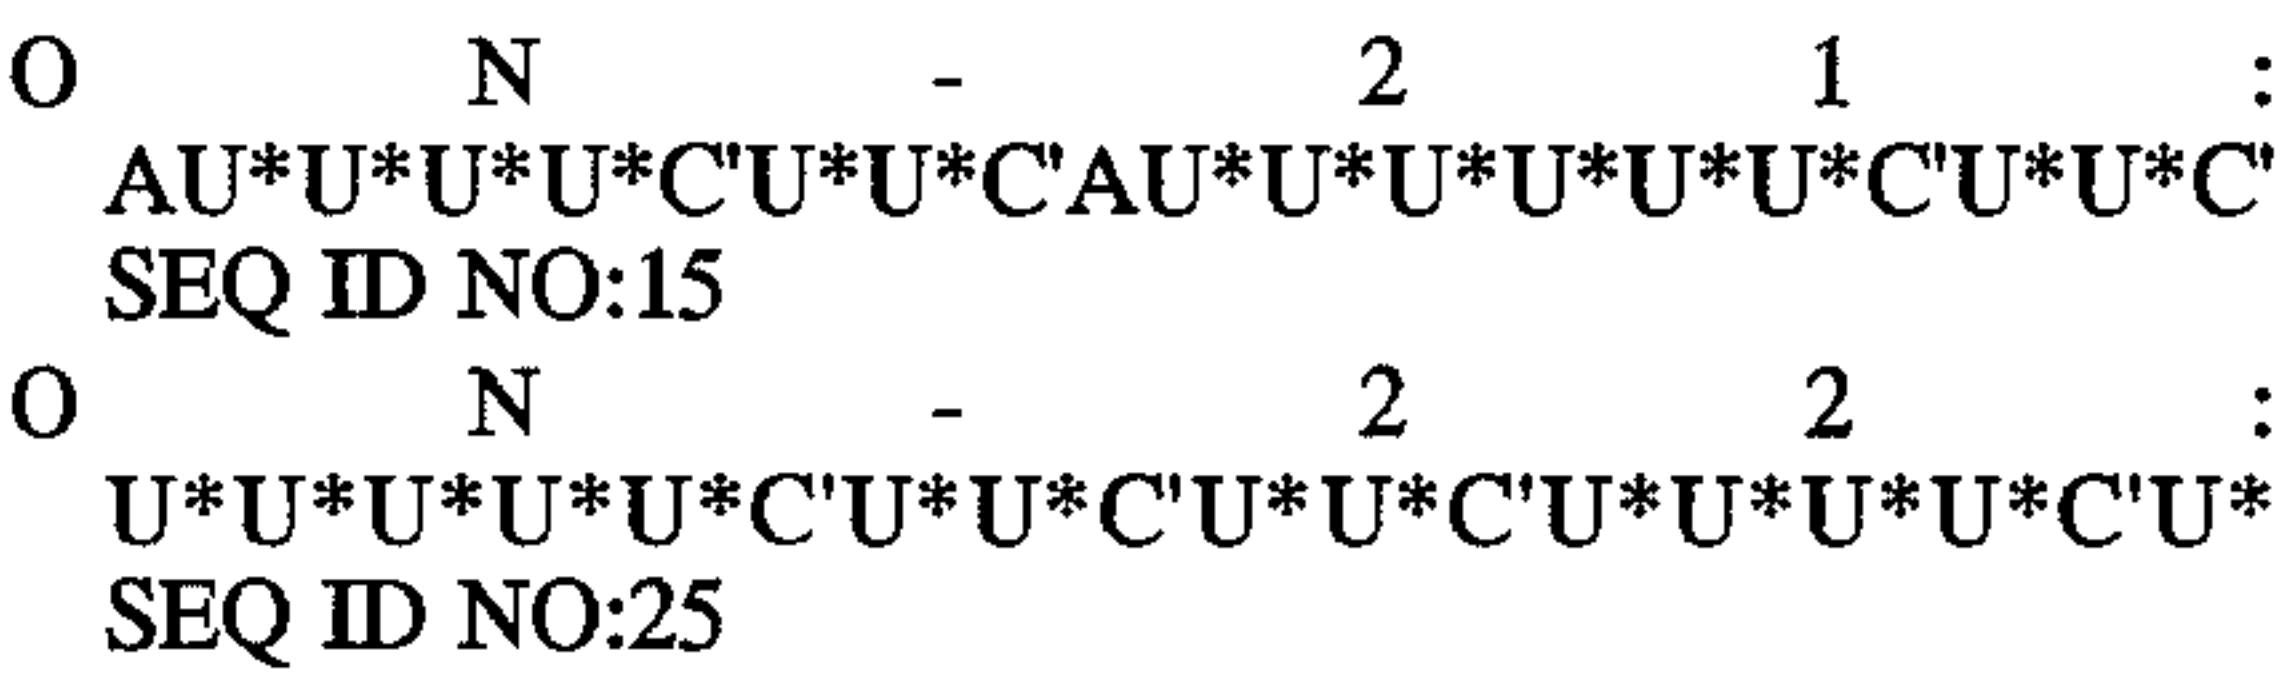 O N - 2 1 :
AU*U*U*U*C'U*U*C'AU*U*U*U*U*U*C'U*U*C'
SEQ ID NO:15
O N - 2 2 :
U*U*U*U*U*C'U*U*C'U*U*C'U*U*U*U*C'U*
SEQ ID NO:25